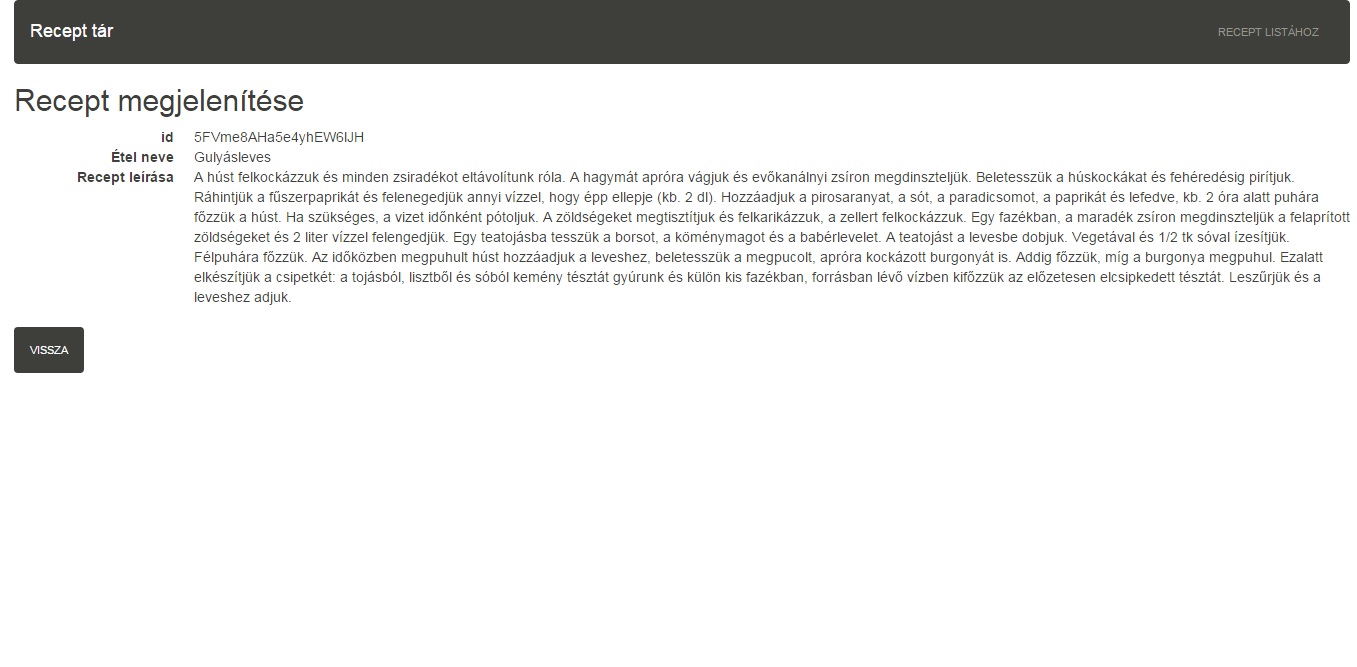 Recept tár
RECEPT LISTÁHOZ
Recept megjelenítése
id 5FVme8AHa5e4yhEW6IJH
Étel neve Gulyásleves
Recept leírása A húst felkockázzuk és minden zsiradékot eltávolítunk róla. A hagymát apróra vágjuk és evőkanálnyi zsíron megdinszteljük. Beletesszük a húskockákat és fehéredésig pirítjuk.
Ráhintjük a fűszerpaprikát és felenegedjük annyi vízzel, hogy épp ellepje (kb. 2 dl). Hozzáadjuk a pirosaranyat, a sót, a paradicsomot, a paprikát és lefedve, kb. 2 óra alatt puhára
főzzük a húst. Ha szükséges, a vizet időnként pótoljuk. A zöldségeket megtisztítjuk és felkarikázzuk, a zellert felkockázzuk. Egy fazékban, a maradék zsíron megdinszteljük a felaprított
zöldségeket és 2 liter vízzel felengedjük. Egy teatojásba tesszük a borsot, a köménymagot és a babérlevelet. A teatojást a levesbe dobjuk. Vegetával és 1/2 tk sóval ízesítjük.
Félpuhára főzzük. Az időközben megpuhult húst hozzáadjuk a leveshez, beletesszük a megpucolt, apróra kockázott burgonyát is. Addig főzzük, míg a burgonya megpuhul. Ezalatt
elkészítjük a csipetkét: a tojásból, lisztből és sóból kemény tésztát gyúrunk és külön kis fazékban, forrásban lévő vízben kifőzzük az előzetesen elcsipkedett tésztát. Leszűrjük és a
leveshez adjuk.
VISSZA